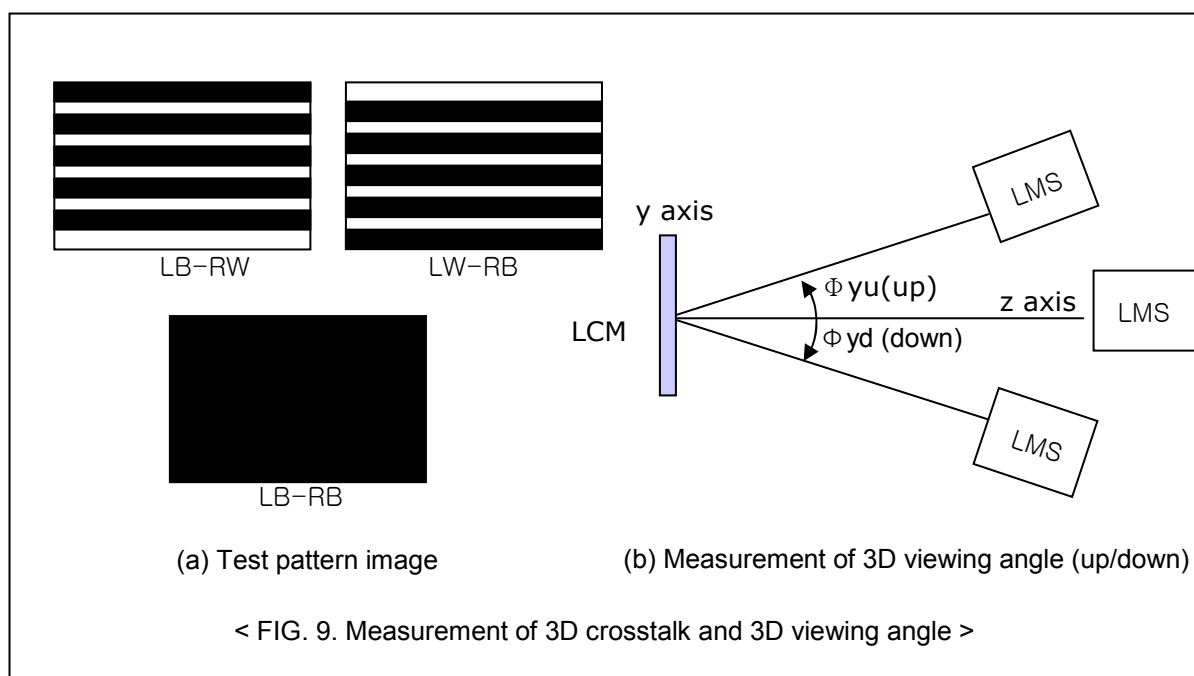 LB-RW
LW-RB
LB-RB
(a) Test pattern image
y axis
LCM
Φ yu(up)
Φ yd (down)
z axis
LMS
LMS
LMS
(b) Measurement of 3D viewing angle (up/down)
< FIG. 9. Measurement of 3D crosstalk and 3D viewing angle >